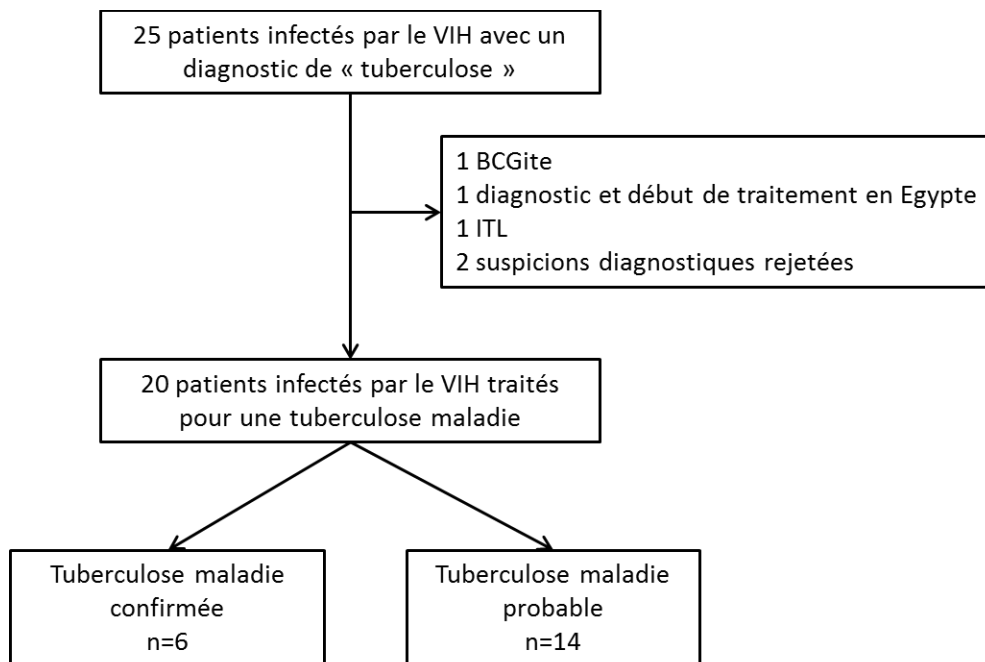 25 patients infectés par le VIH avec un
diagnostic de « tuberculose »
1 BCGite
1 diagnostic et début de traitement en Egypte
1 ITL
2 suspicions diagnostiques rejetées
20 patients infectés par le VIH traités
pour une tuberculose maladie
Tuberculose maladie
confirmée
n=6
Tuberculose maladie
probable
n=14